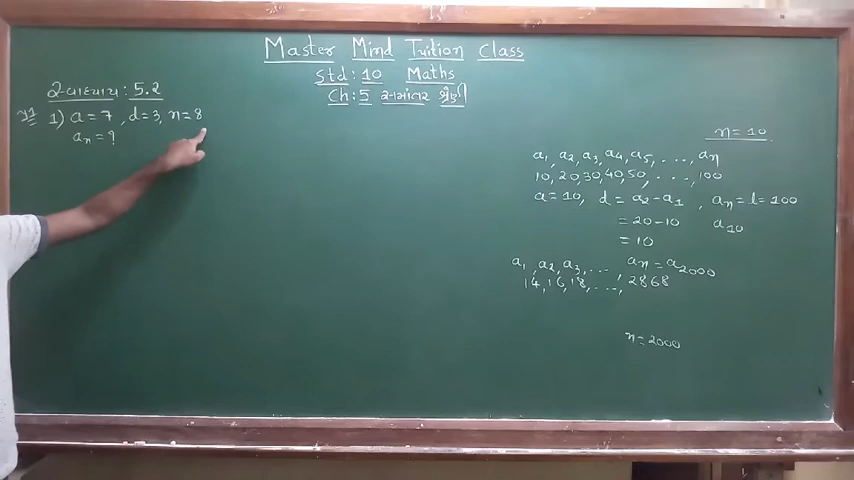 Master Mind Tuition Class
Std: 10 Maths
Ch: 5 સમાંતર શ્રેણી
સ્વાધ્યાય: 5.2
1) a = 7, d = 3, n = 8
aₙ = ?
n = 10
a₁, a₂, a₃, a₄, a₅, ..., aₙ
10, 20, 30, 40, 50, ..., 100
a = 10, d = a₂ - a₁, aₙ = l = 100
= 20 - 10 a₁₀
= 10
a₁, a₂, a₃, ... , aₙ = a₂₀₀₀
14, 16, 18, ..., 2868
n = 2000